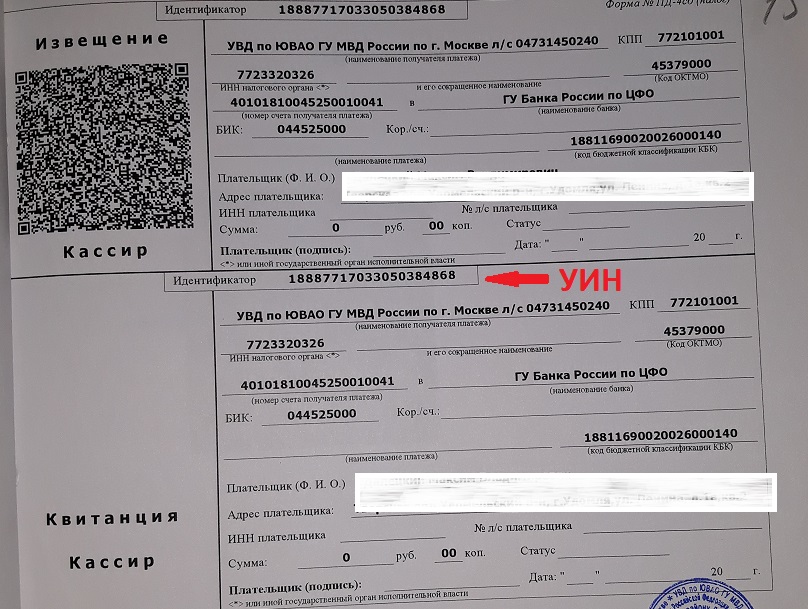 Форма № ПД-4сб (налог)
Идентификатор 18887717033050384868
Извещение
УВД по ЮВАО ГУ МВД России по г. Москве л/с 04731450240 КПП 772101001
(наименование получателя платежа)
7723320326 45379000
ИНН налогового органа <*> и его сокращенное наименование (Код ОКТМО)
40101810045250010041 в ГУ Банка России по ЦФО
(номер счета получателя платежа) (наименование банка)
БИК: 044525000 Кор./сч.:
18811690020026000140
(наименование платежа) (код бюджетной классификации КБК)
Плательщик (Ф. И. О.)
Адрес плательщика:
ИНН плательщика № л/с плательщика
Сумма: 0 руб. 00 коп. Статус
Кассир
Плательщик (подпись): Дата: " " 20 г.
<*> или иной государственный орган исполнительной власти
Идентификатор 18887717033050384868 УИН
УВД по ЮВАО ГУ МВД России по г. Москве л/с 04731450240 КПП 772101001
(наименование получателя платежа)
7723320326 45379000
ИНН налогового органа <*> и его сокращенное наименование (Код ОКТМО)
40101810045250010041 в ГУ Банка России по ЦФО
(номер счета получателя платежа) (наименование банка)
БИК: 044525000 Кор./сч.:
18811690020026000140
(наименование платежа) (код бюджетной классификации КБК)
Плательщик (Ф. И. О.)
Квитанция
Адрес плательщика:
ИНН плательщика № л/с плательщика
Кассир
Сумма: 0 руб. 00 коп. Статус
Плательщик (подпись): Дата: " " 20 г.
<*> или иной государственный орган исполнительной власти
УВД по ЮВАО ГУ МВД